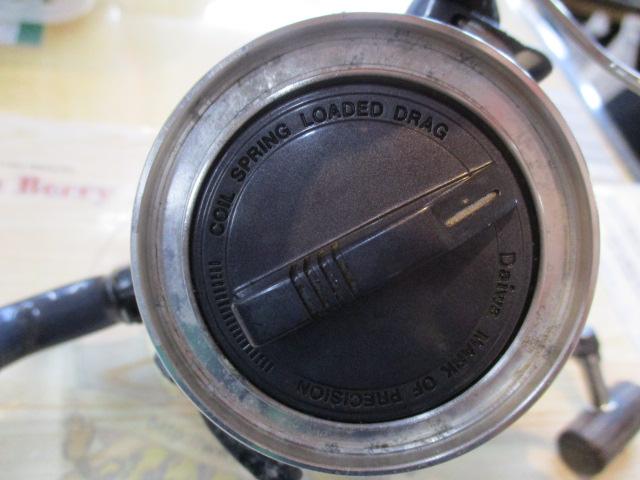 COIL SPRING LOADED DRAG
Daiwa MARK OF PRECISION
Berry